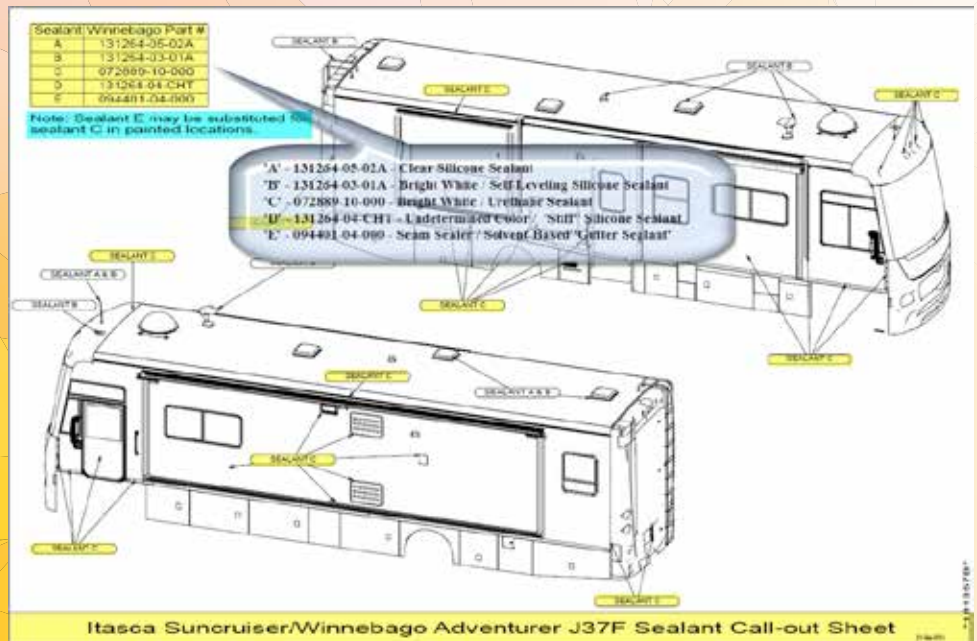 Sealant Winnebago Part #
A 131264-05-02A
B 131264-03-01A
C 072889-10-000
D 131264-04-CHT
E 094401-04-000
Note: Sealant E may be substituted for
sealant C in painted locations.
'A' - 131264-05-02A - Clear Silicone Sealant
'B' - 131264-03-01A - Bright White / Self Leveling Silicone Sealant
'C' - 072889-10-000 - Bright White / Urethane Sealant
'D' - 131264-04-CHT - Undetermined Color / "Stiff" Silicone Sealant
'E' - 094401-04-000 - Seam Sealer / Solvent Based "Gutter Sealant"
SEALANT B
SEALANT C
SEALANT B
SEALANT C
SEALANT C
SEALANT C
SEALANT C
SEALANT A & B
SEALANT B
SEALANT C
SEALANT A & B
SEALANT C
SEALANT C
SEALANT C
Itasca Suncruiser/Winnebago Adventurer J37F Sealant Call-out Sheet